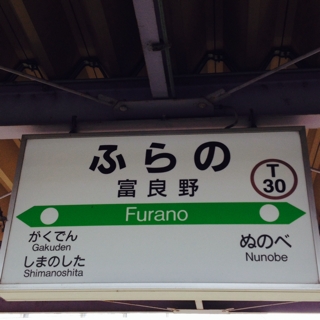 ふらの
富良野
T
30
Furano
がくでん
Gakuden
しまのした
Shimanoshita
ぬのべ
Nunobe